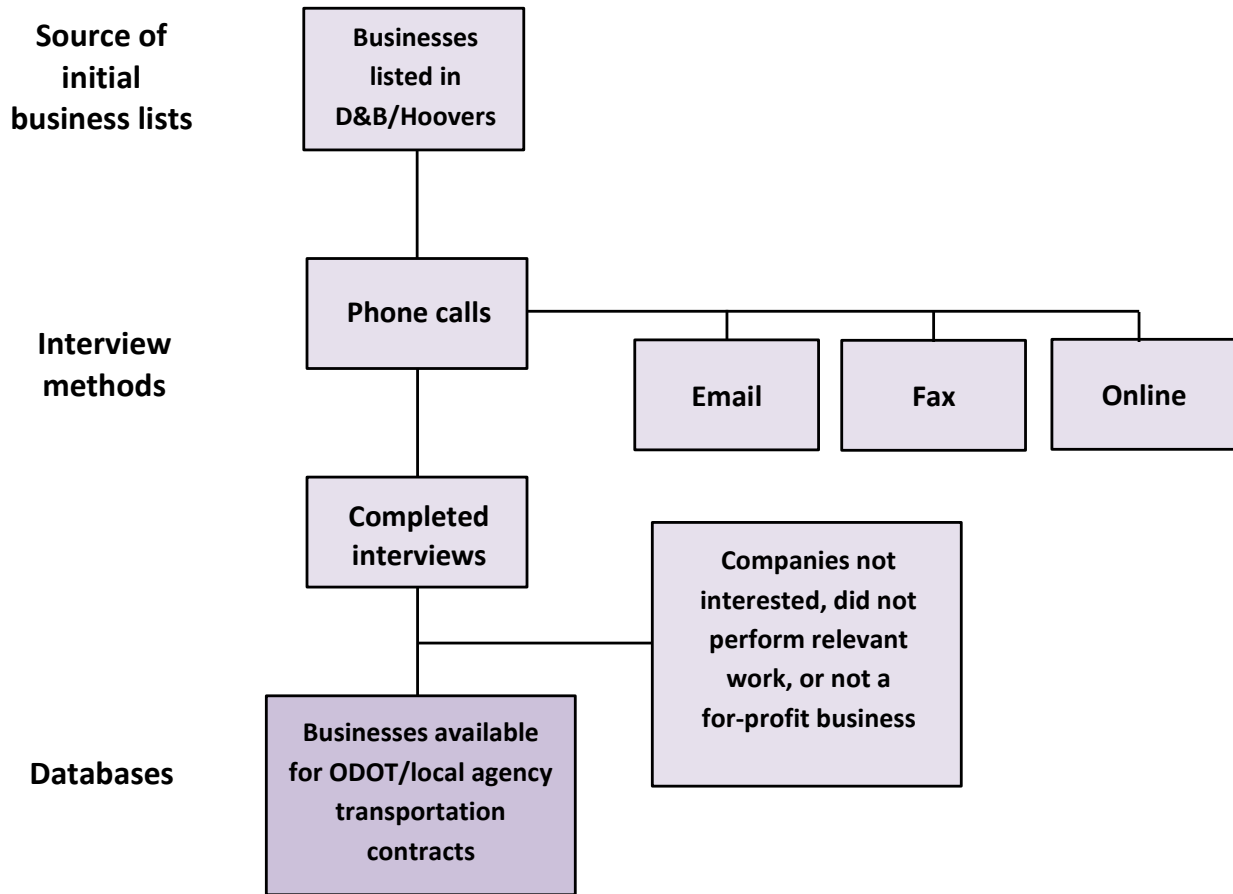 Source of
initial
business lists
Businesses
listed in
D&B/Hoovers
Interview
methods
Phone calls
Email
Fax
Online
Completed
interviews
Companies not
interested, did not
perform relevant
work, or not a
for-profit business
Databases
Businesses available
for ODOT/local agency
transportation
contracts